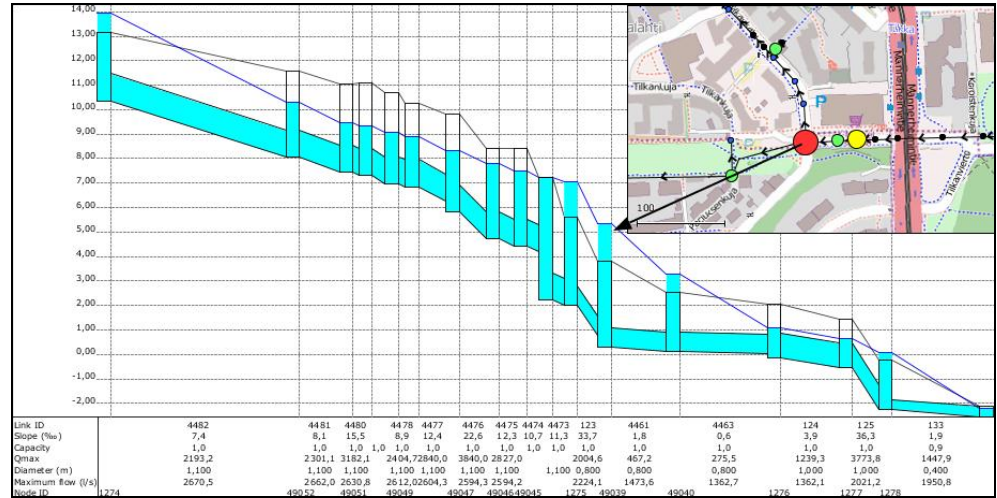 14,00
13,00
12,00
11,00
10,00
9,00
8,00
7,00
6,00
5,00
4,00
3,00
2,00
1,00
0,00
-1,00
-2,00
alahti
Tilkanluja
Tilkankuja
Paciuksenkuja
Mannerheimintie
Mannerheimintie
Tilkka
Tilkanvierto
P
P
P
100
Link ID 4482 4481 4480 4478 4477 4476 4475 4474 4473 123 4461 4463 124 125 133
Slope (‰) 7,4 8,1 15,5 8,9 12,4 22,6 12,3 10,7 11,3 33,7 1,8 0,6 3,9 36,3 1,9
Capacity 1,0 1,0 1,0 1,0 1,0 1,0 1,0 1,0 1,0 1,0 1,0 1,0 1,0 1,0 1,0 0,9
Qmax 2193,2 2301,1 3182,1 2404,7 2840,0 3840,0 2827,0 2004,6 467,2 275,5 1239,3 3773,8 1447,9
Diameter (m) 1,100 1,100 1,100 1,100 1,100 1,100 1,100 1,100 0,800 0,800 0,800 1,000 1,000 0,400
Maximum flow (l/s) 2670,5 2662,0 2630,8 2612,0 2604,3 2594,3 2594,2 2224,1 1473,6 1362,7 1362,1 2021,2 1950,8
Node ID 1274 49052 49051 49049 49047 49046 49045 1275 49039 49040 1276 1277 1278